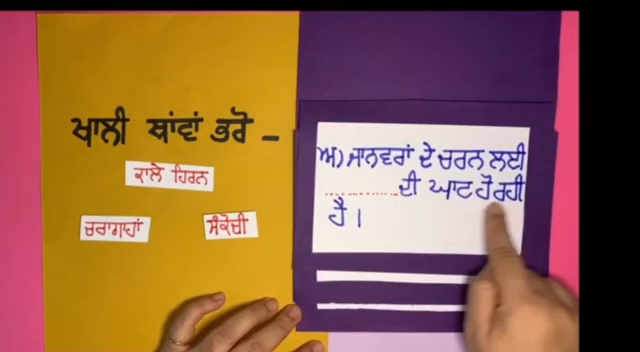 ਖਾਲੀ ਥਾਂਵਾਂ ਭਰੋ -
ਕਾਲੇ ਹਿਰਨ
ਚਰਾਗਾਹਾਂ
ਸੰਕੋਚੀ
ਅ) ਜਾਨਵਰਾਂ ਦੇ ਚਰਨ ਲਈ
............ਦੀ ਘਾਟ ਹੋ ਰਹੀ
ਹੈ।